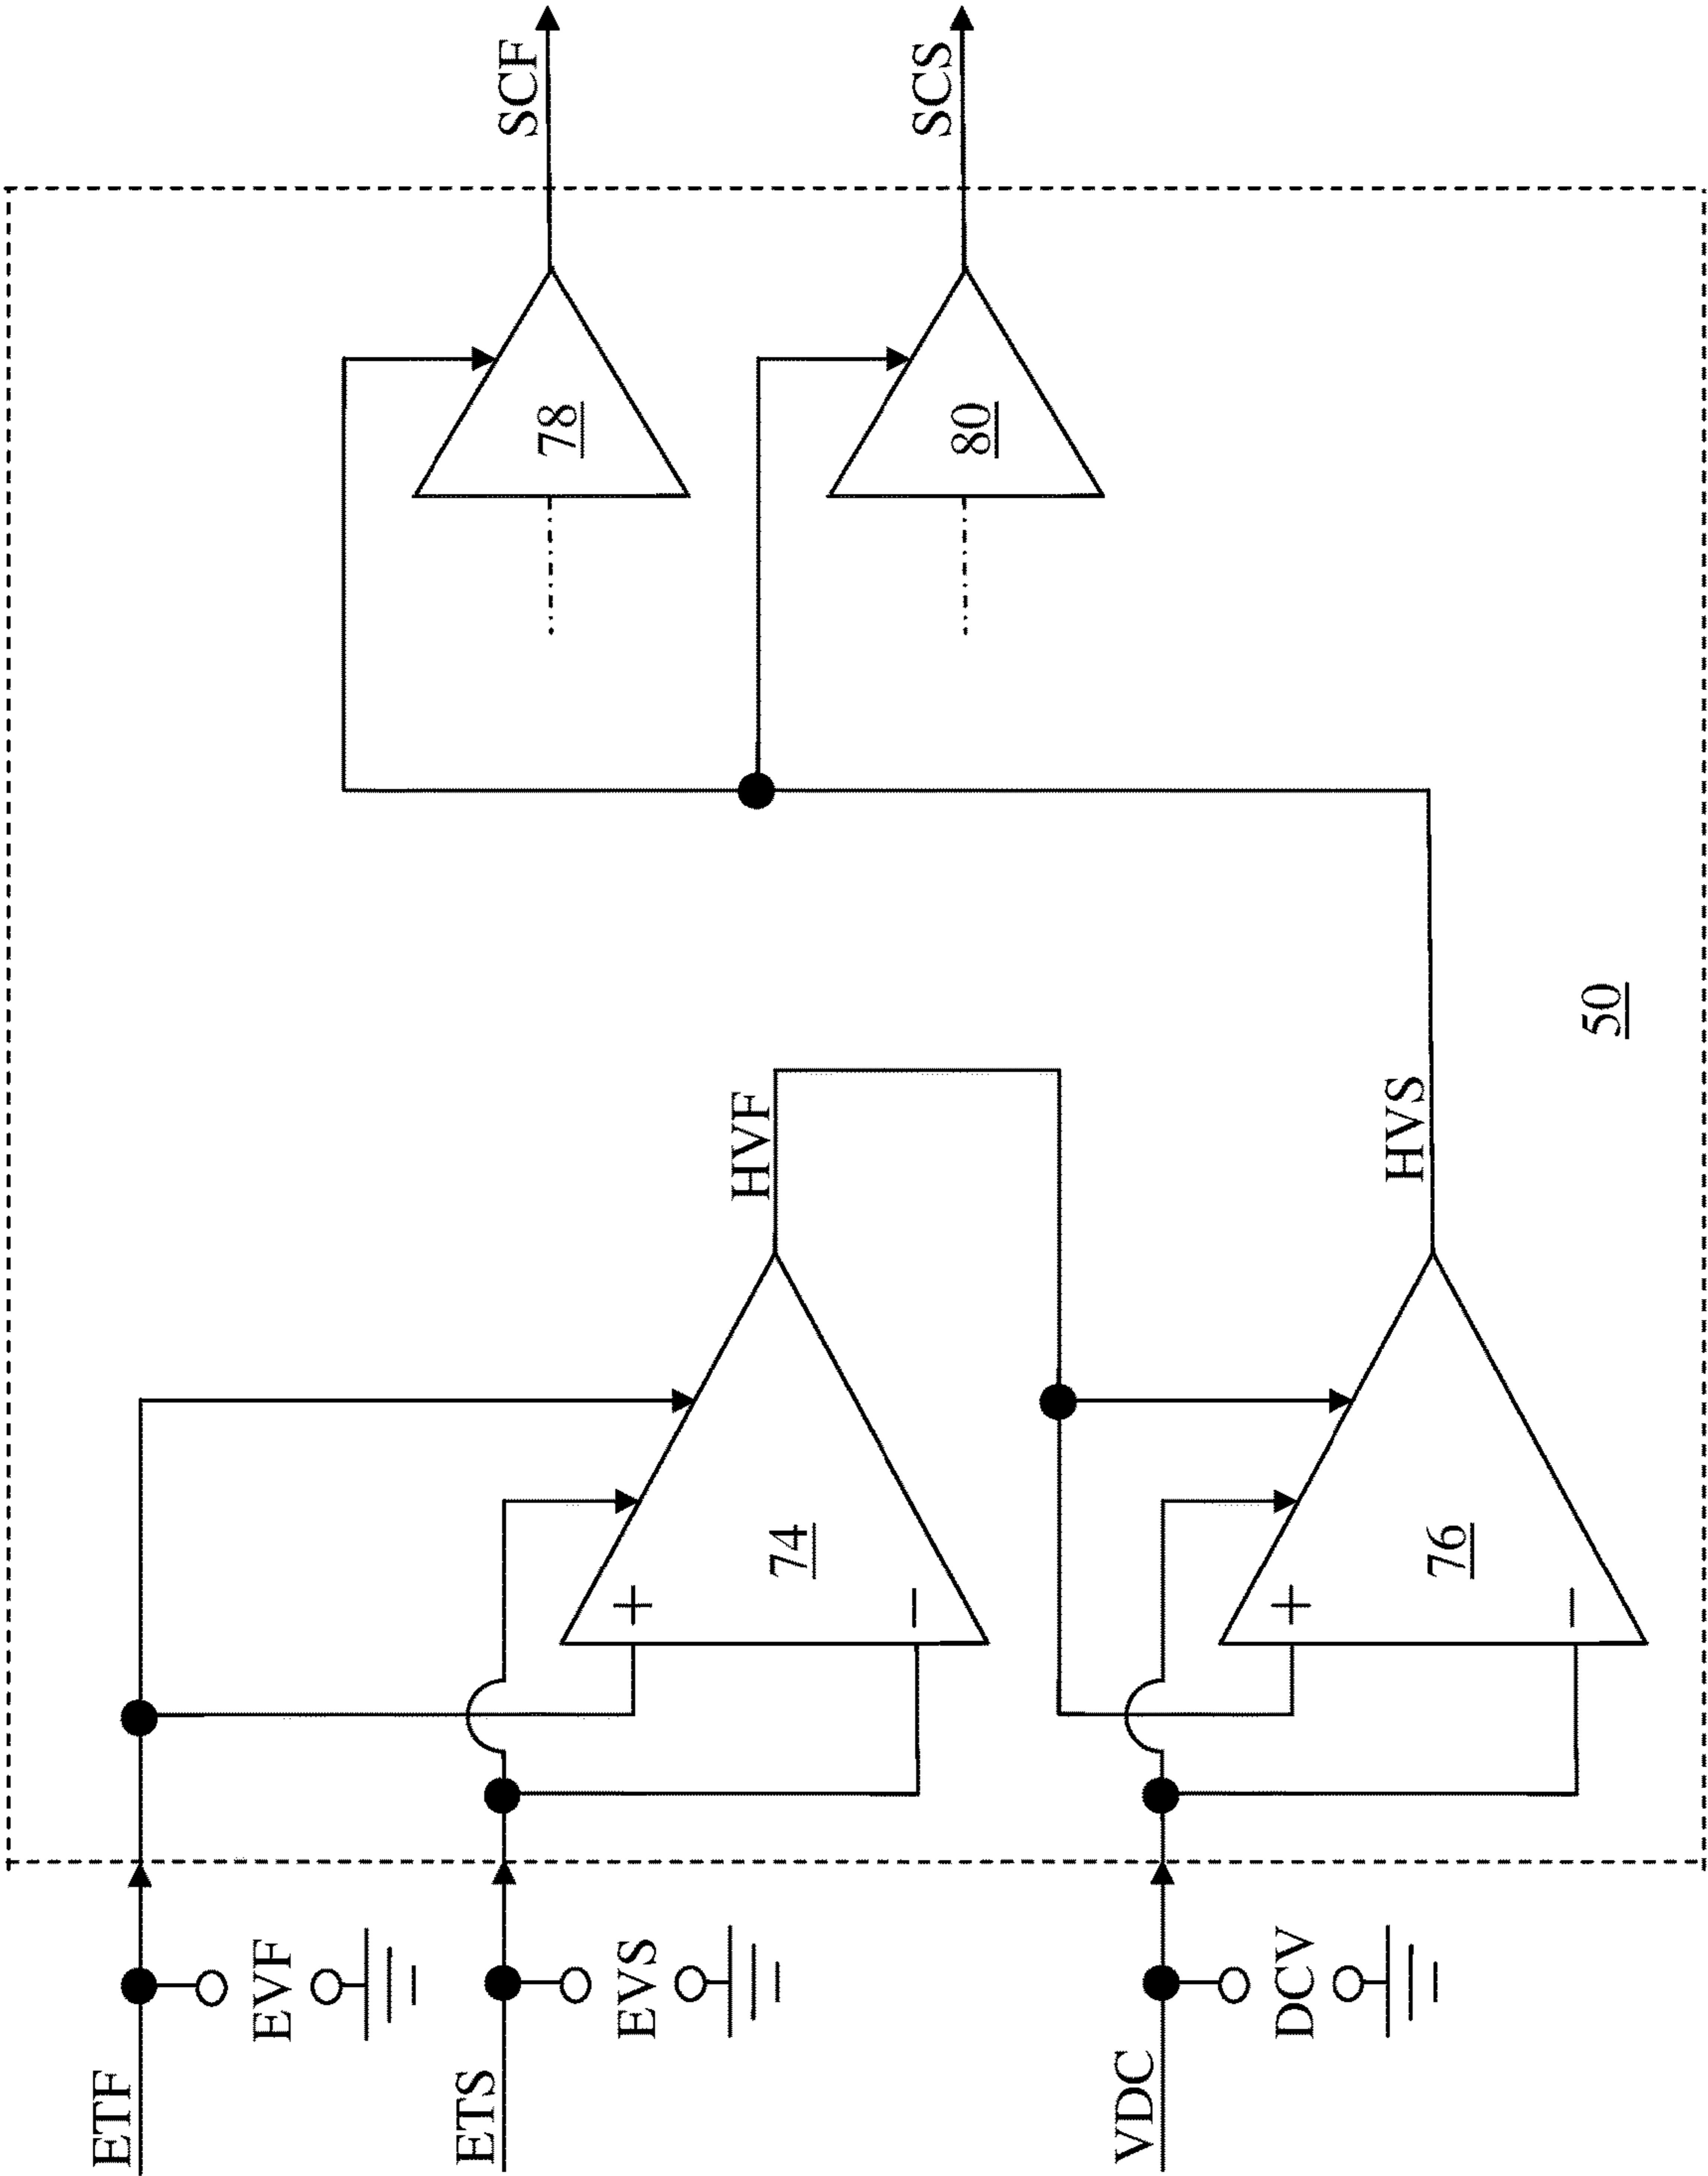 ETF
EVF
ETS
EVS
VDC
DCV
+
−
74
HVF
+
−
76
HVS
50
78
SCF
80
SCS